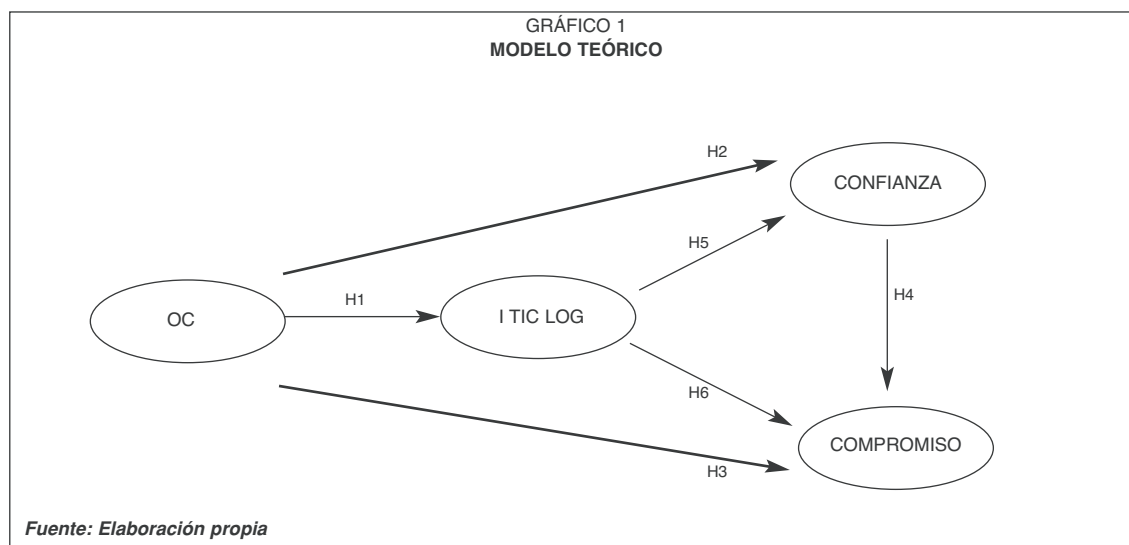 GRÁFICO 1
MODELO TEÓRICO
H2
CONFIANZA
H5
H1
H4
OC
I TIC LOG
H6
COMPROMISO
H3
Fuente: Elaboración propia